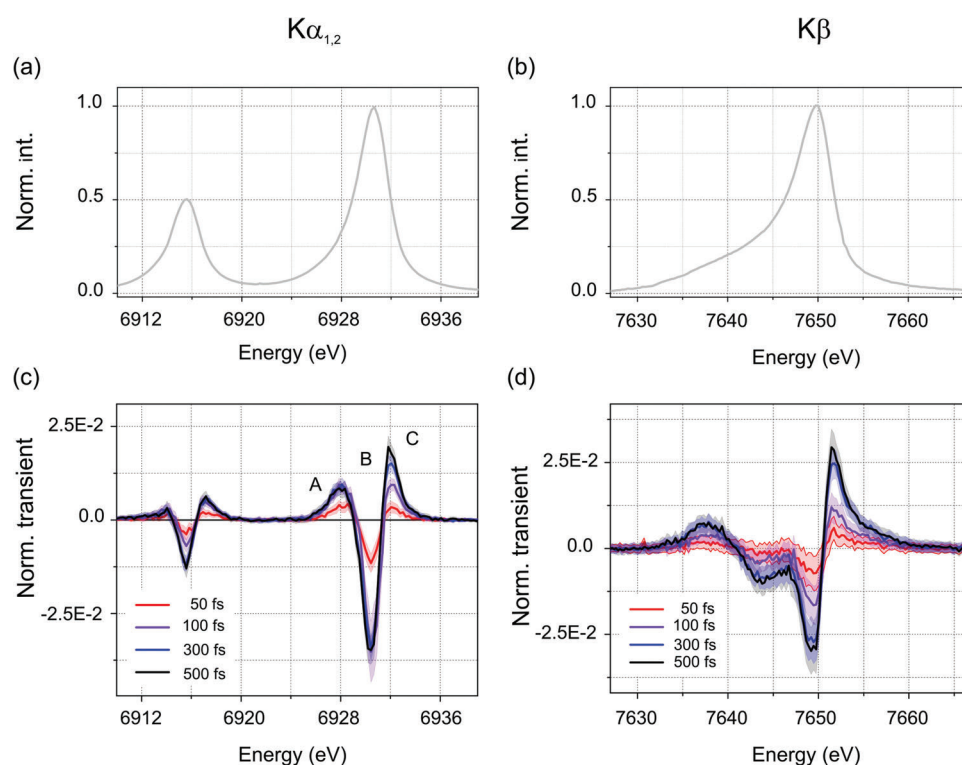 Kα1,2
Kβ
(a)
Norm. int.
1.0
0.5
0.0
6912 6920 6928 6936
Energy (eV)
(b)
Norm. int.
1.0
0.5
0.0
7630 7640 7650 7660
Energy (eV)
(c)
Norm. transient
2.5E-2
0.0
-2.5E-2
A
B
C
50 fs
100 fs
300 fs
500 fs
6912 6920 6928 6936
Energy (eV)
(d)
Norm. transient
2.5E-2
0.0
-2.5E-2
50 fs
100 fs
300 fs
500 fs
7630 7640 7650 7660
Energy (eV)